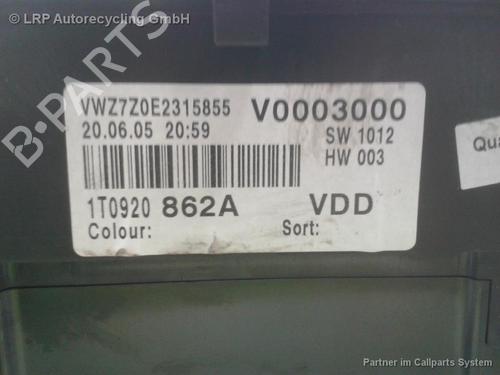 © LRP Autorecycling GmbH
B-PARTS
VWZ7Z0E2315855 V0003000
20.06.05 20:59 SW 1012
HW 003
Qua
1T0920 862A VDD
Colour: Sort:
Partner im Callparts System